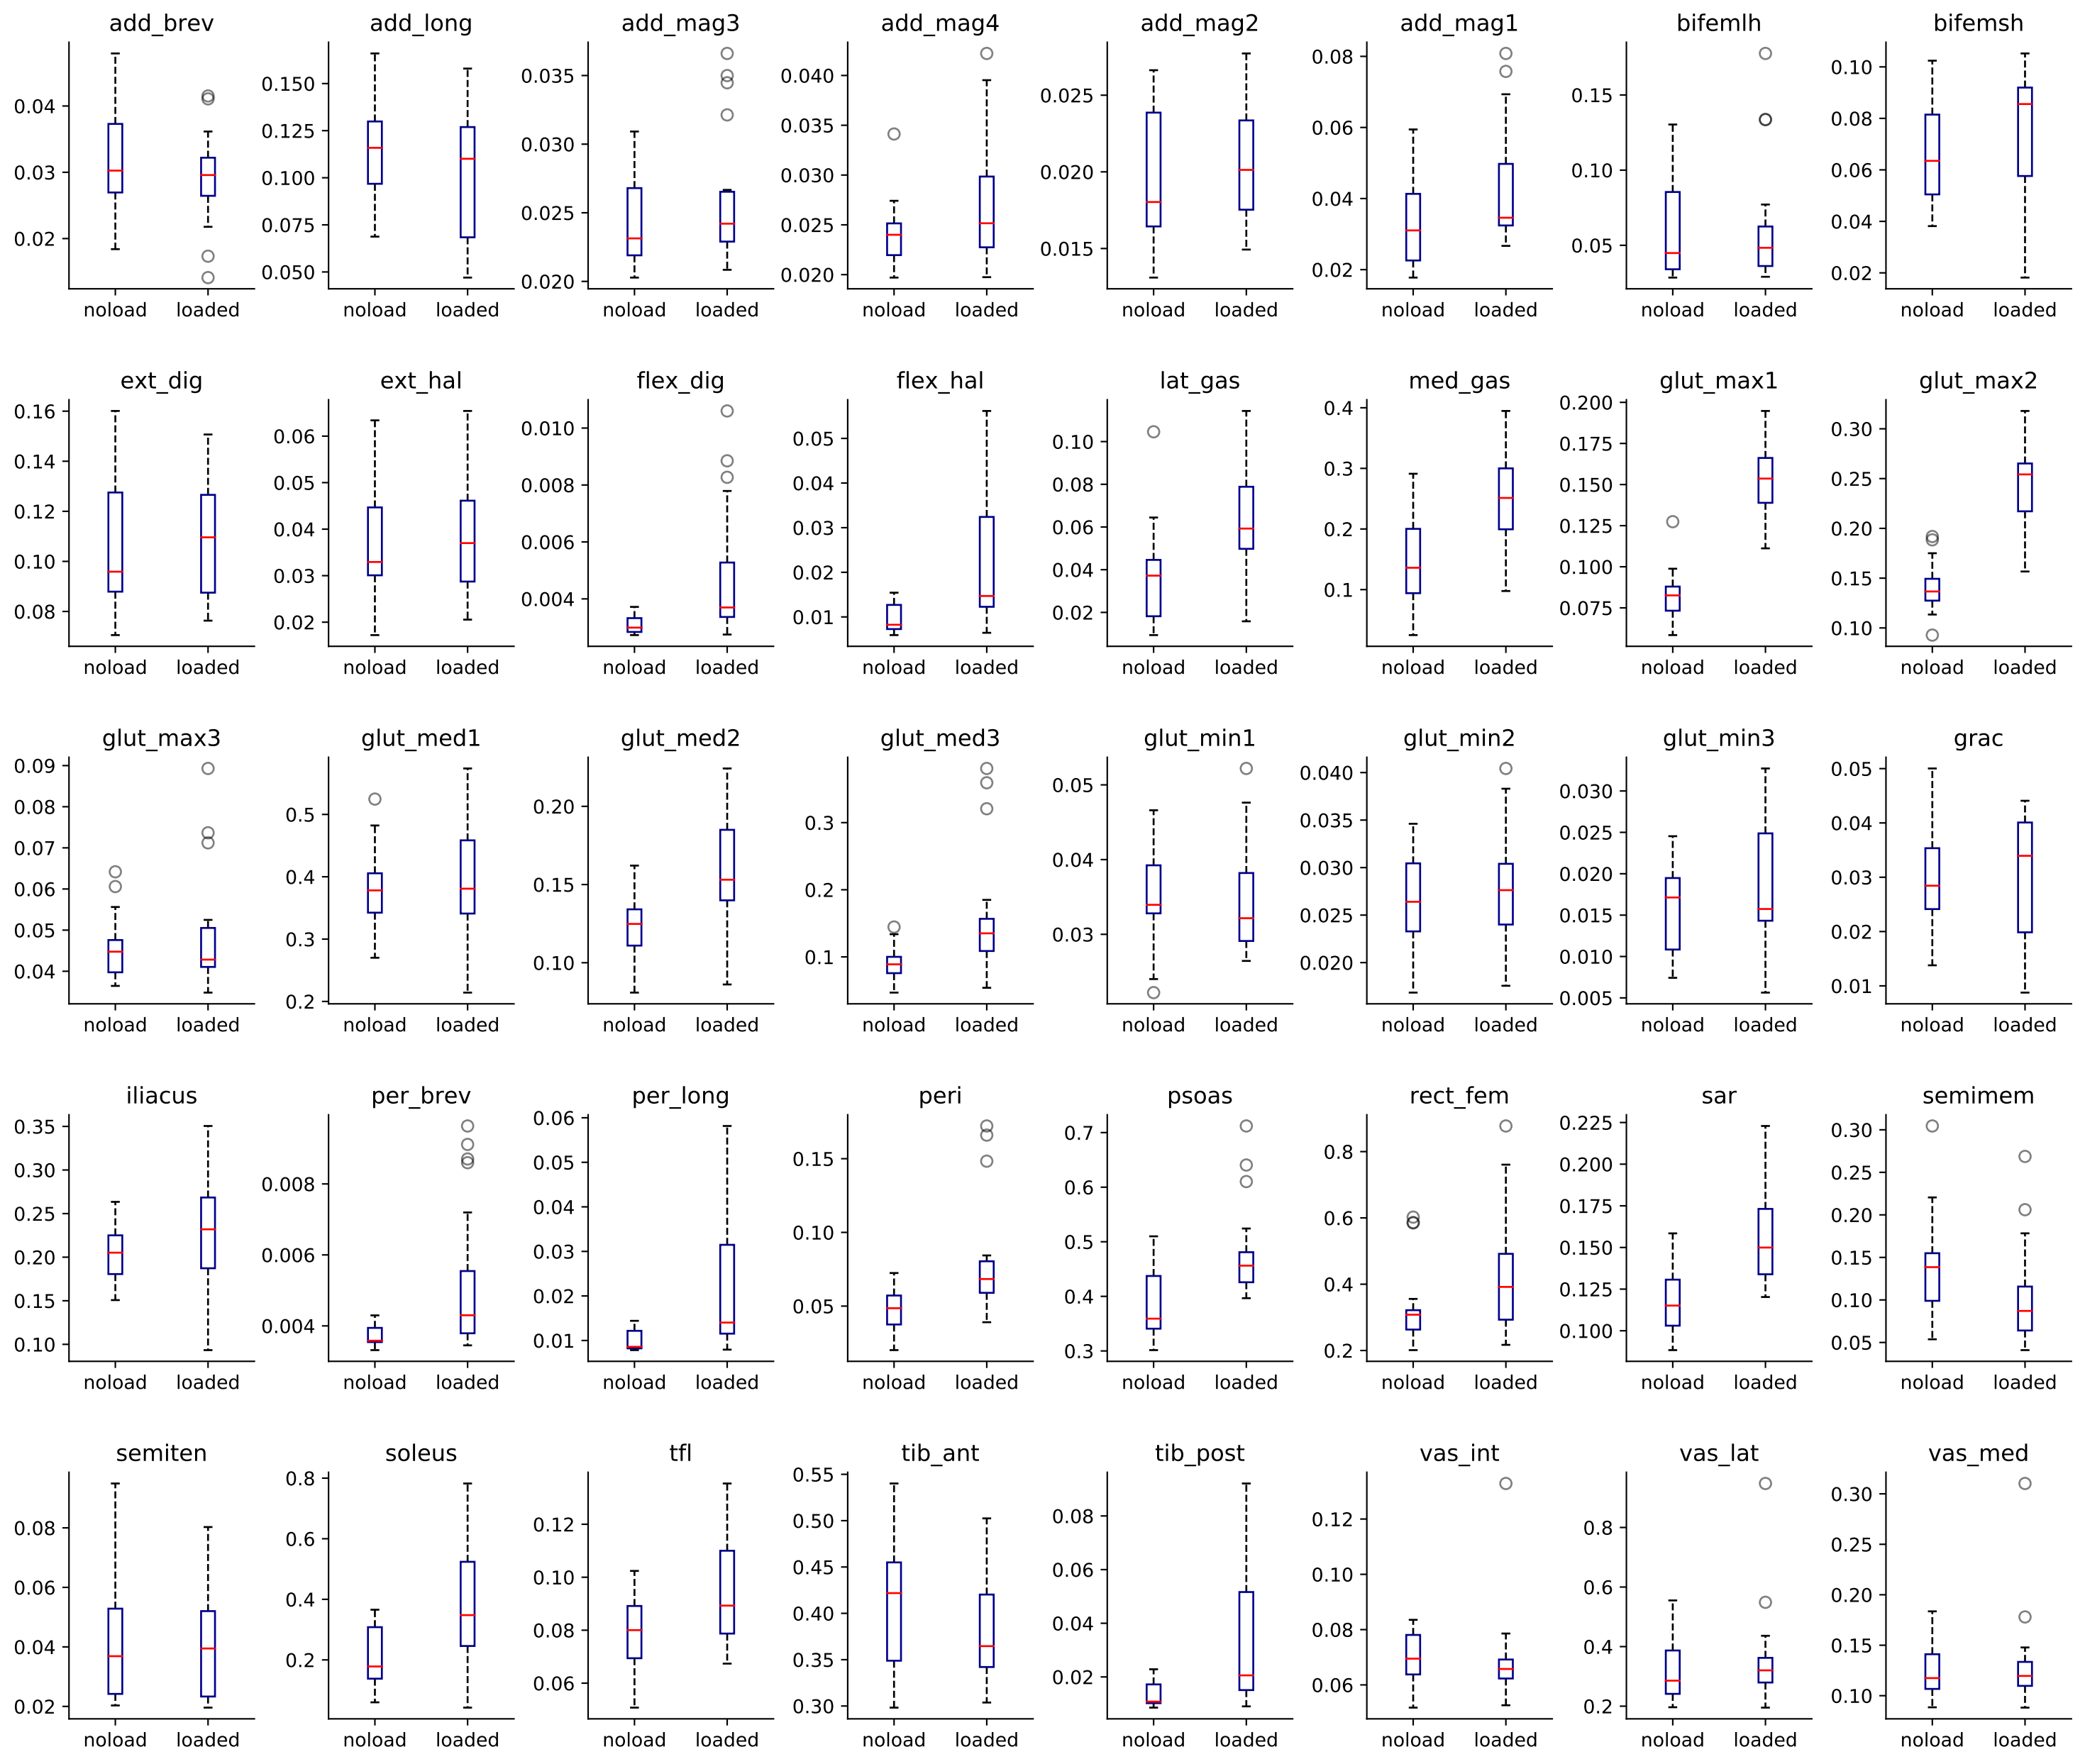 add_brev add_long add_mag3 add_mag4 add_mag2 add_mag1 bifemlh bifemsh
0.04 0.03 0.02
0.150 0.125 0.100 0.075 0.050
0.035 0.030 0.025 0.020
0.040 0.035 0.030 0.025 0.020
0.025 0.020 0.015
0.08 0.06 0.04 0.02
0.15 0.10 0.05
0.10 0.08 0.06 0.04 0.02
noload loaded noload loaded noload loaded noload loaded noload loaded noload loaded noload loaded noload loaded
ext_dig ext_hal flex_dig flex_hal lat_gas med_gas glut_max1 glut_max2
0.16 0.14 0.12 0.10 0.08
0.06 0.05 0.04 0.03 0.02
0.010 0.008 0.006 0.004
0.05 0.04 0.03 0.02 0.01
0.10 0.08 0.06 0.04 0.02
0.4 0.3 0.2 0.1
0.200 0.175 0.150 0.125 0.100 0.075
0.30 0.25 0.20 0.15 0.10
noload loaded noload loaded noload loaded noload loaded noload loaded noload loaded noload loaded noload loaded
glut_max3 glut_med1 glut_med2 glut_med3 glut_min1 glut_min2 glut_min3 grac
0.09 0.08 0.07 0.06 0.05 0.04
0.5 0.4 0.3 0.2
0.20 0.15 0.10
0.3 0.2 0.1
0.05 0.04 0.03
0.040 0.035 0.030 0.025 0.020
0.030 0.025 0.020 0.015 0.010 0.005
0.05 0.04 0.03 0.02 0.01
noload loaded noload loaded noload loaded noload loaded noload loaded noload loaded noload loaded noload loaded
iliacus per_brev per_long peri psoas rect_fem sar semimem
0.35 0.30 0.25 0.20 0.15 0.10
0.008 0.006 0.004
0.06 0.05 0.04 0.03 0.02 0.01
0.15 0.10 0.05
0.7 0.6 0.5 0.4 0.3
0.8 0.6 0.4 0.2
0.225 0.200 0.175 0.150 0.125 0.100
0.30 0.25 0.20 0.15 0.10 0.05
noload loaded noload loaded noload loaded noload loaded noload loaded noload loaded noload loaded noload loaded
semiten soleus tfl tib_ant tib_post vas_int vas_lat vas_med
0.08 0.06 0.04 0.02
0.8 0.6 0.4 0.2
0.12 0.10 0.08 0.06
0.55 0.50 0.45 0.40 0.35 0.30
0.08 0.06 0.04 0.02
0.12 0.10 0.08 0.06
0.8 0.6 0.4 0.2
0.30 0.25 0.20 0.15 0.10
noload loaded noload loaded noload loaded noload loaded noload loaded noload loaded noload loaded noload loaded